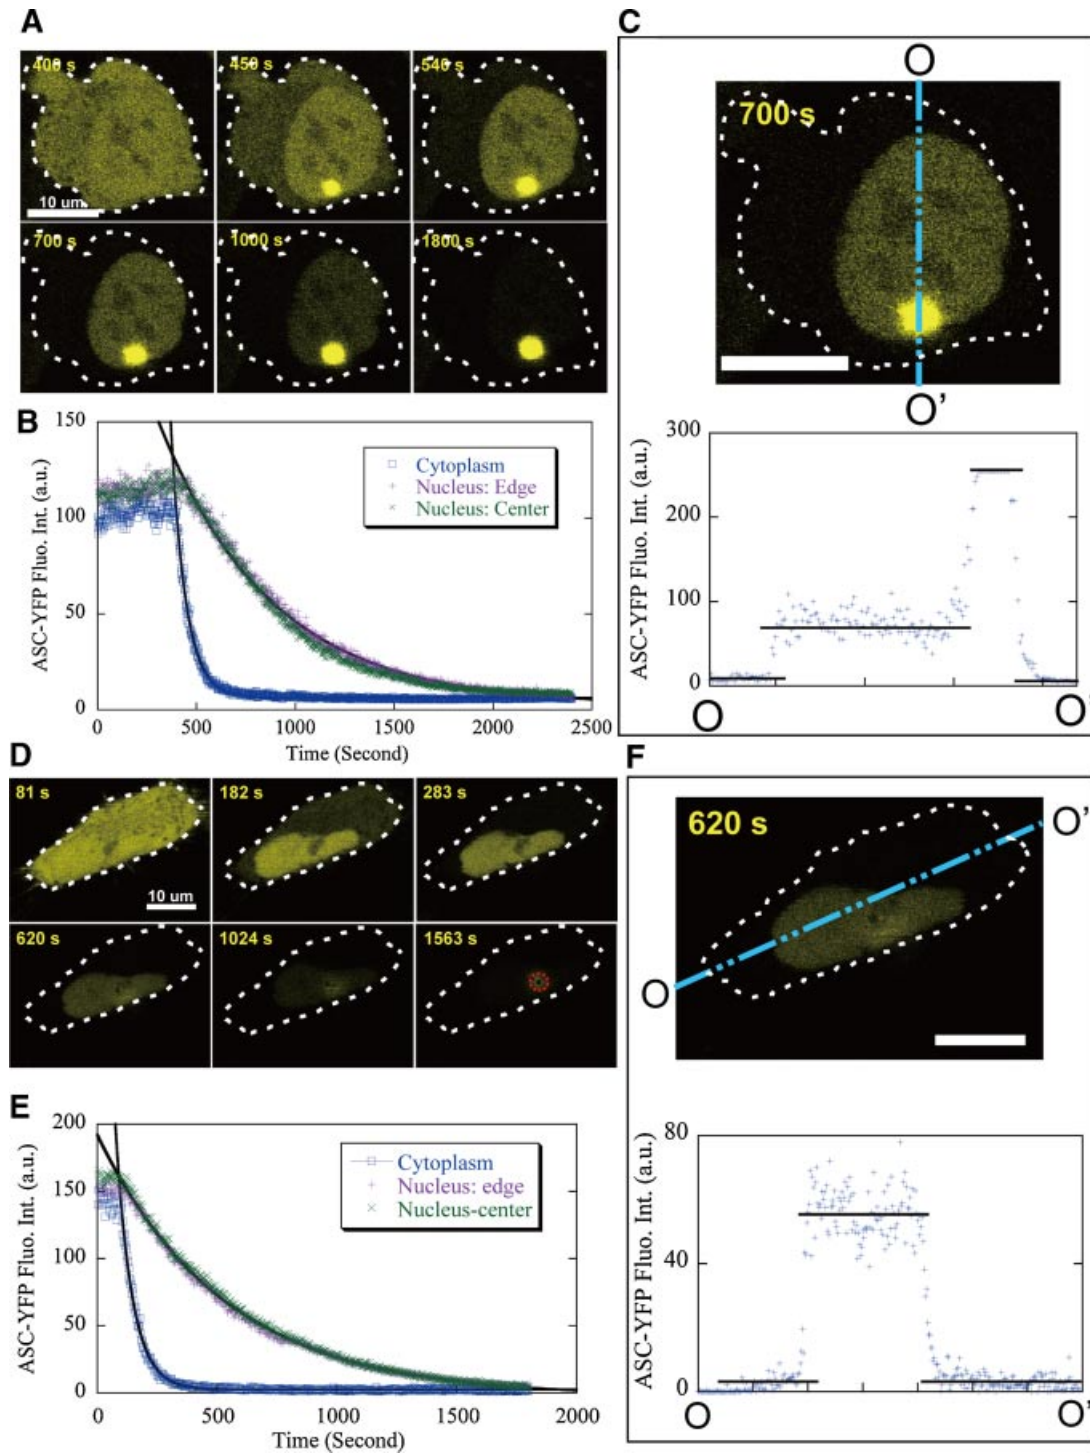 A
400 s
450 s
540 s
10 um
700 s
1000 s
1800 s
B
150
100
50
0
ASC-YFP Fluo. Int. (a.u.)
Cytoplasm
Nucleus: Edge
Nucleus: Center
0 500 1000 1500 2000 2500
Time (Second)
C
O
700 s
O'
300
200
100
0
ASC-YFP Fluo. Int. (a.u.)
O O'
D
81 s
182 s
283 s
10 um
620 s
1024 s
1563 s
E
200
150
100
50
0
ASC-YFP Fluo. Int. (a.u.)
Cytoplasm
Nucleus: edge
Nucleus-center
0 500 1000 1500 2000
Time (Second)
F
620 s
O'
O
80
40
0
ASC-YFP Fluo. Int. (a.u.)
O O'